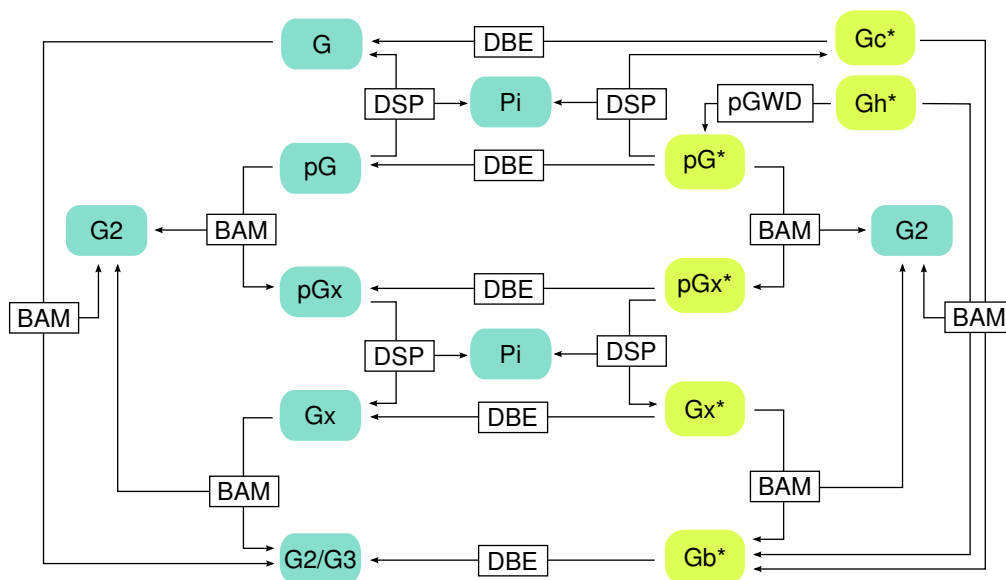 G
DBE
Gc*
DSP
Pi
DSP
pGWD
Gh*
pG
DBE
pG*
G2
BAM
BAM
G2
pGx
DBE
pGx*
BAM
BAM
DSP
Pi
DSP
Gx
DBE
Gx*
BAM
BAM
G2/G3
DBE
Gb*